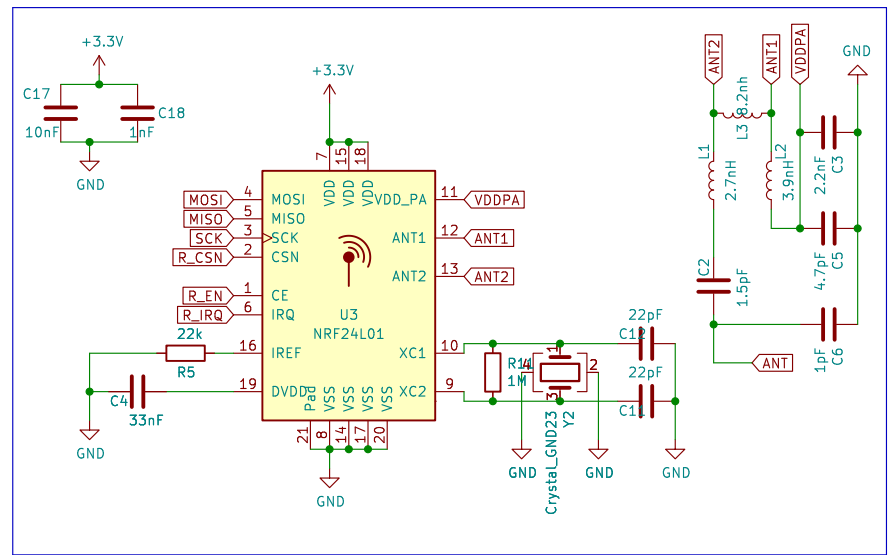 +3.3V
C17
C18
10nF
1nF
GND
+3.3V
7
15
18
VDD
VDD
VDD
VDD_PA
11
VDDPA
MOSI
4
MOSI
MISO
5
MISO
SCK
3
SCK
R_CSN
2
CSN
ANT1
12
ANT1
ANT2
13
ANT2
R_EN
1
CE
R_IRQ
6
IRQ
U3
NRF24L01
22k
R5
16
IREF
XC1
10
C4
33nF
19
DVDD
XC2
9
GND
Pad
VSS
VSS
VSS
VSS
21
8
14
17
20
GND
R11
1M
1
4
2
3
Crystal_GND23
Y2
22pF
C12
22pF
C11
GND
GND
GND
ANT2
ANT1
VDDPA
GND
8.2nh
L3
L1
2.7nH
L2
3.9nH
2.2nF
C3
C2
1.5pF
4.7pF
C5
1pF
C6
ANT